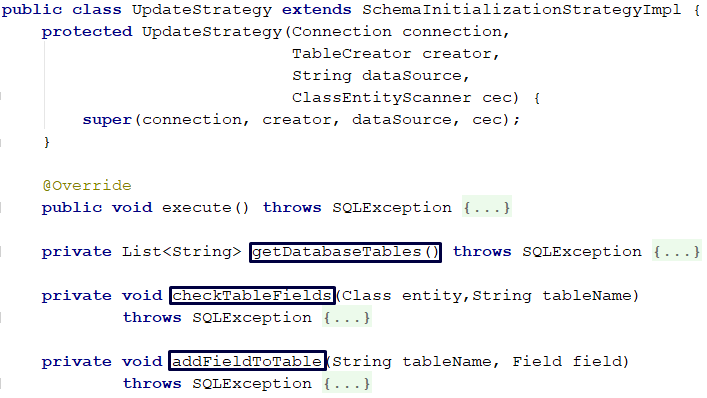 public class UpdateStrategy extends SchemaInitializationStrategyImpl {
protected UpdateStrategy(Connection connection,
TableCreator creator,
String dataSource,
ClassEntityScanner cec) {
super(connection, creator, dataSource, cec);
}
@Override
public void execute() throws SQLException {...}
private List<String> getDatabaseTables() throws SQLException {...}
private void checkTableFields(Class entity,String tableName)
throws SQLException {...}
private void addFieldToTable(String tableName, Field field)
throws SQLException {...}